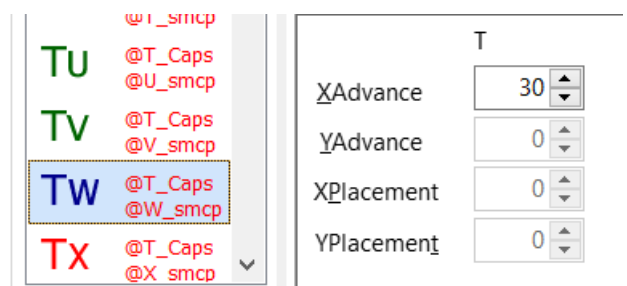 @T_smcp
TU
@T_Caps
@U_smcp
TV
@T_Caps
@V_smcp
TW
@T_Caps
@W_smcp
TX
@T_Caps
@X_smcp
T
XAdvance 30
YAdvance 0
XPlacement 0
YPlacement 0